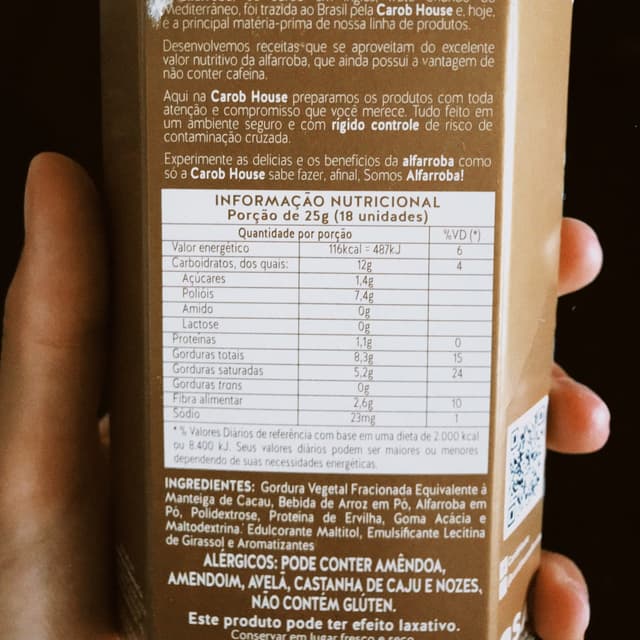 Mediterrâneo, foi trazida ao Brasil pela Carob House e, hoje,
é a principal matéria-prima de nossa linha de produtos.
Desenvolvemos receitas que se aproveitam do excelente
valor nutritivo da alfarroba, que ainda possui a vantagem de
não conter cafeína.
Aqui na Carob House preparamos os produtos com toda
atenção e compromisso que você merece. Tudo feito em
um ambiente seguro e com rígido controle de risco de
contaminação cruzada.
Experimente as delícias e os benefícios da alfarroba como
só a Carob House sabe fazer, afinal, Somos Alfarroba!
INFORMAÇÃO NUTRICIONAL
Porção de 25g (18 unidades)
Quantidade por porção %VD (*)
Valor energético 116kcal = 487kJ 6
Carboidratos, dos quais: 12g 4
Açúcares 1,4g
Polióis 7,4g
Amido 0g
Lactose 0g
Proteínas 1,1g 0
Gorduras totais 8,3g 15
Gorduras saturadas 5,2g 24
Gorduras trans 0g
Fibra alimentar 2,6g 10
Sódio 23mg 1
* % Valores Diários de referência com base em uma dieta de 2.000 kcal
ou 8.400 kJ. Seus valores diários podem ser maiores ou menores
dependendo de suas necessidades energéticas.
INGREDIENTES: Gordura Vegetal Fracionada Equivalente à
Manteiga de Cacau, Bebida de Arroz em Pó, Alfarroba em
Pó, Polidextrose, Proteína de Ervilha, Goma Acácia e
Maltodextrina. Edulcorante Maltitol, Emulsificante Lecitina
de Girassol e Aromatizantes
ALÉRGICOS: PODE CONTER AMÊNDOA,
AMENDOIM, AVELÃ, CASTANHA DE CAJU E NOZES,
NÃO CONTÉM GLÚTEN.
Este produto pode ter efeito laxativo.
Conservar em lugar fresco e seco